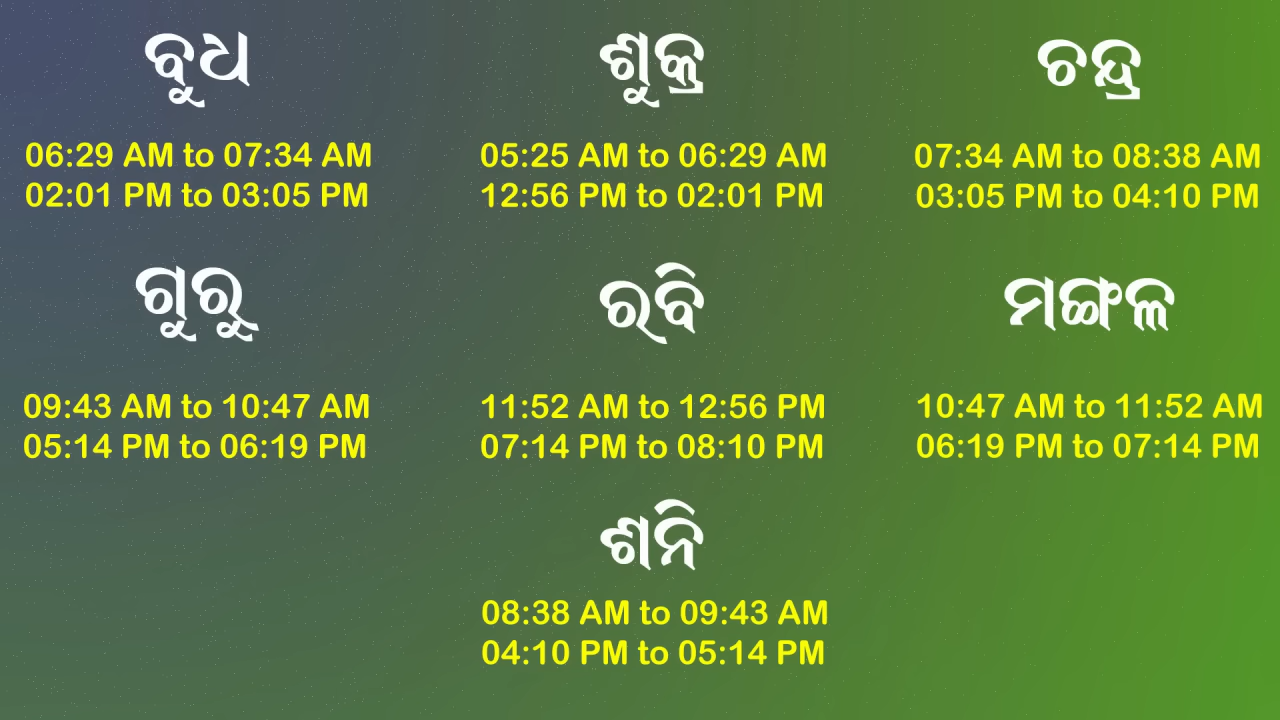 ବୁଧ
06:29 AM to 07:34 AM
02:01 PM to 03:05 PM
ଶୁକ୍ର
05:25 AM to 06:29 AM
12:56 PM to 02:01 PM
ଚନ୍ଦ୍ର
07:34 AM to 08:38 AM
03:05 PM to 04:10 PM
ଗୁରୁ
09:43 AM to 10:47 AM
05:14 PM to 06:19 PM
ରବି
11:52 AM to 12:56 PM
07:14 PM to 08:10 PM
ମଙ୍ଗଳ
10:47 AM to 11:52 AM
06:19 PM to 07:14 PM
ଶନି
08:38 AM to 09:43 AM
04:10 PM to 05:14 PM